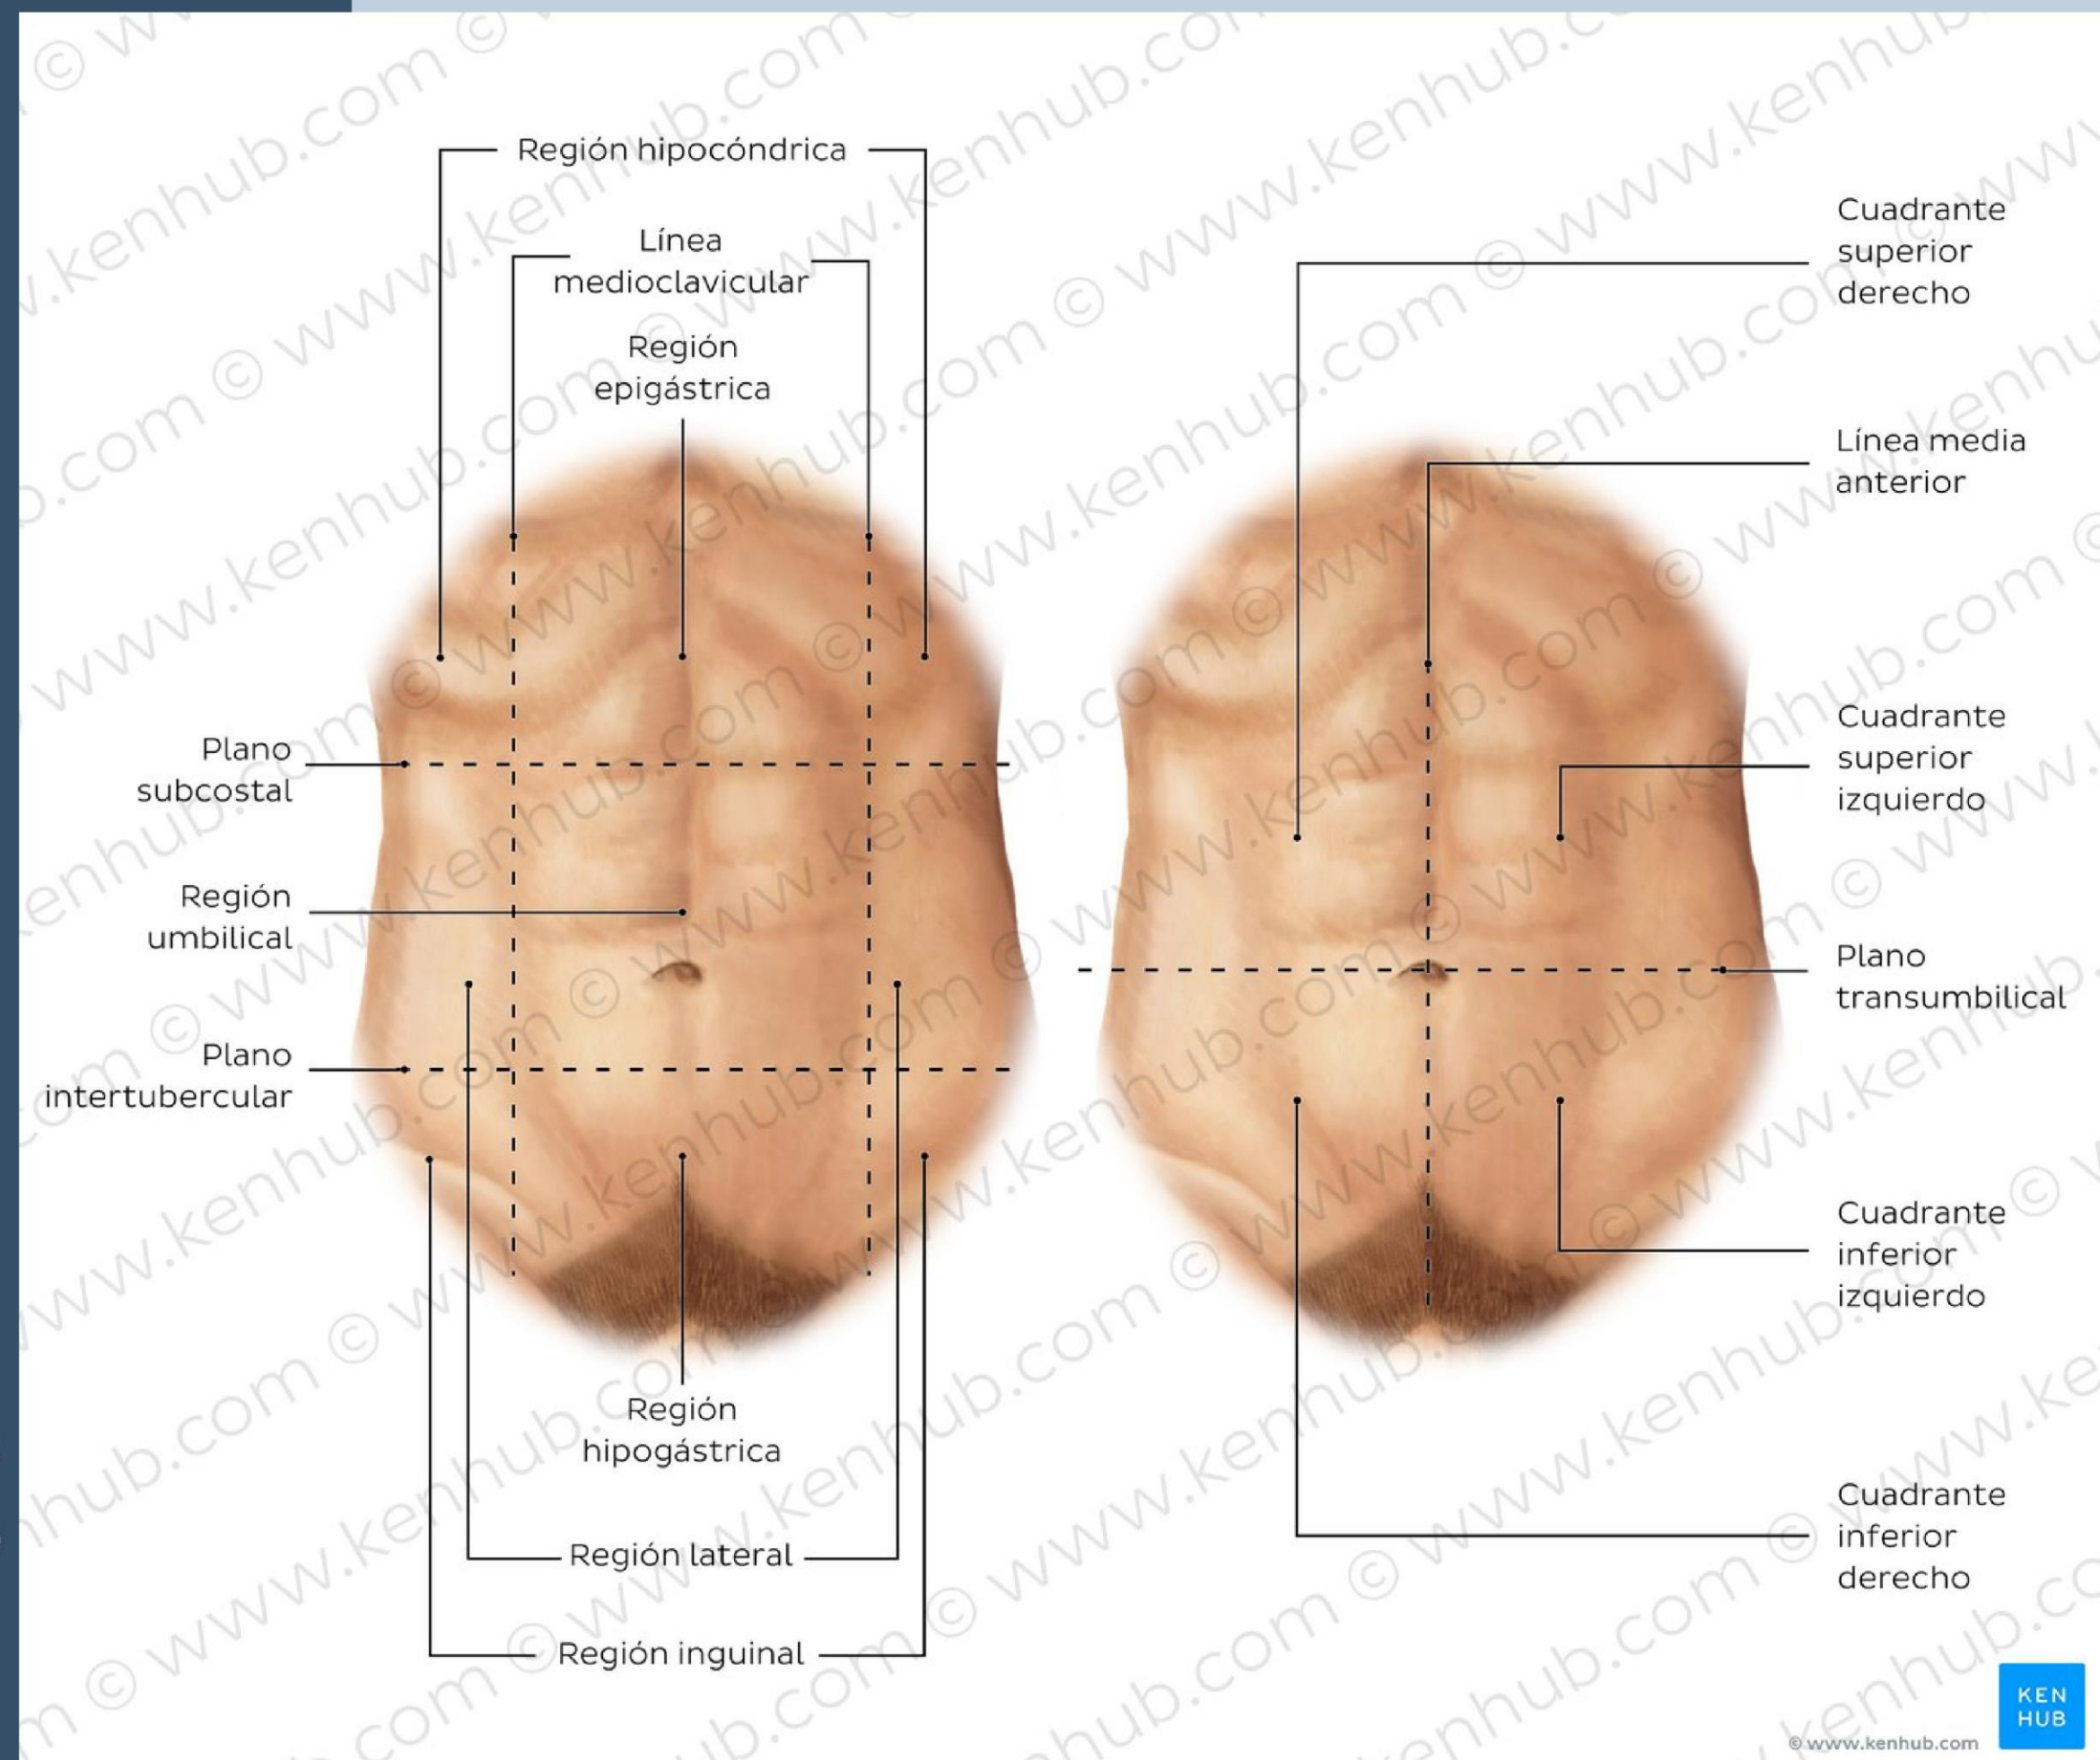 Región hipocóndrica
Línea
medioclavicular
Región
epigástrica
Plano
subcostal
Región
umbilical
Plano
intertubercular
Región
hipogástrica
Región lateral
Región inguinal
Cuadrante
superior
derecho
Línea media
anterior
Cuadrante
superior
izquierdo
Plano
transumbilical
Cuadrante
inferior
izquierdo
Cuadrante
inferior
derecho
KEN
HUB
© www.kenhub.com